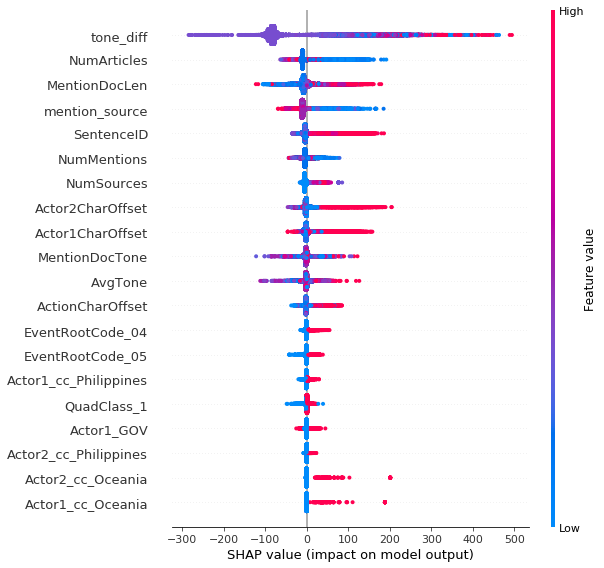 High
tone_diff
NumArticles
MentionDocLen
mention_source
SentenceID
NumMentions
NumSources
Actor2CharOffset
Actor1CharOffset
MentionDocTone
AvgTone
ActionCharOffset
EventRootCode_04
EventRootCode_05
Actor1_cc_Philippines
QuadClass_1
Actor1_GOV
Actor2_cc_Philippines
Actor2_cc_Oceania
Actor1_cc_Oceania
Feature value
Low
−300 −200 −100 0 100 200 300 400 500
SHAP value (impact on model output)